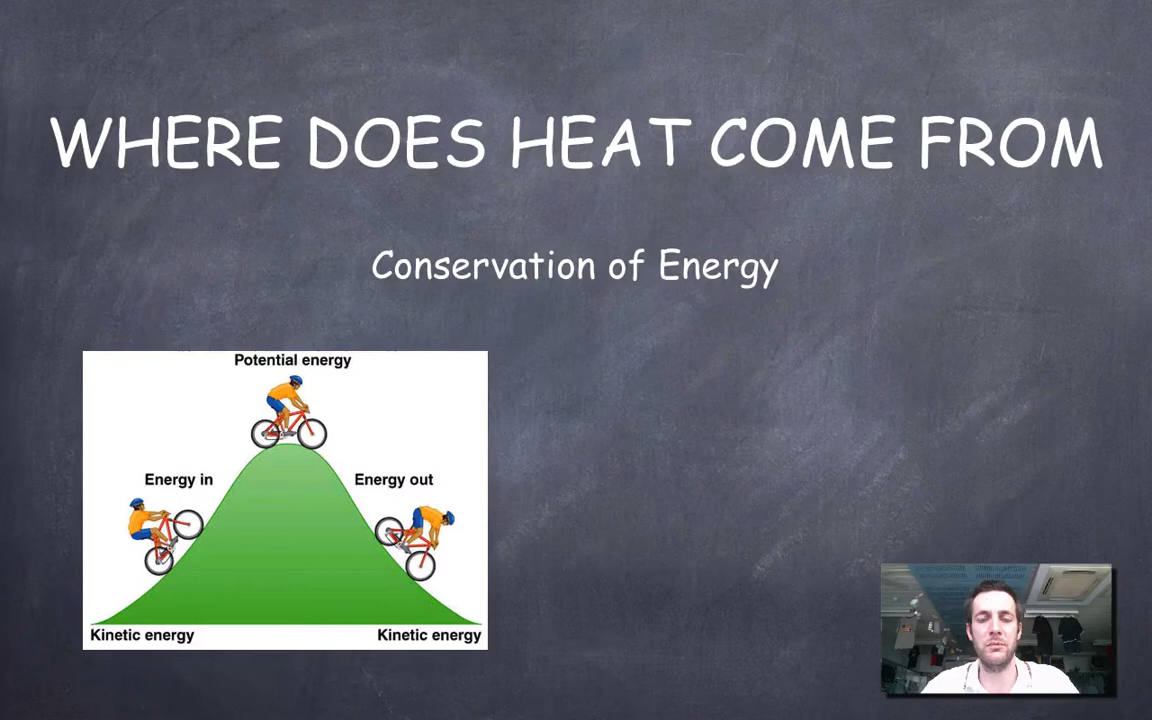 WHERE DOES HEAT COME FROM
Conservation of Energy
Potential energy
Energy in
Energy out
Kinetic energy
Kinetic energy